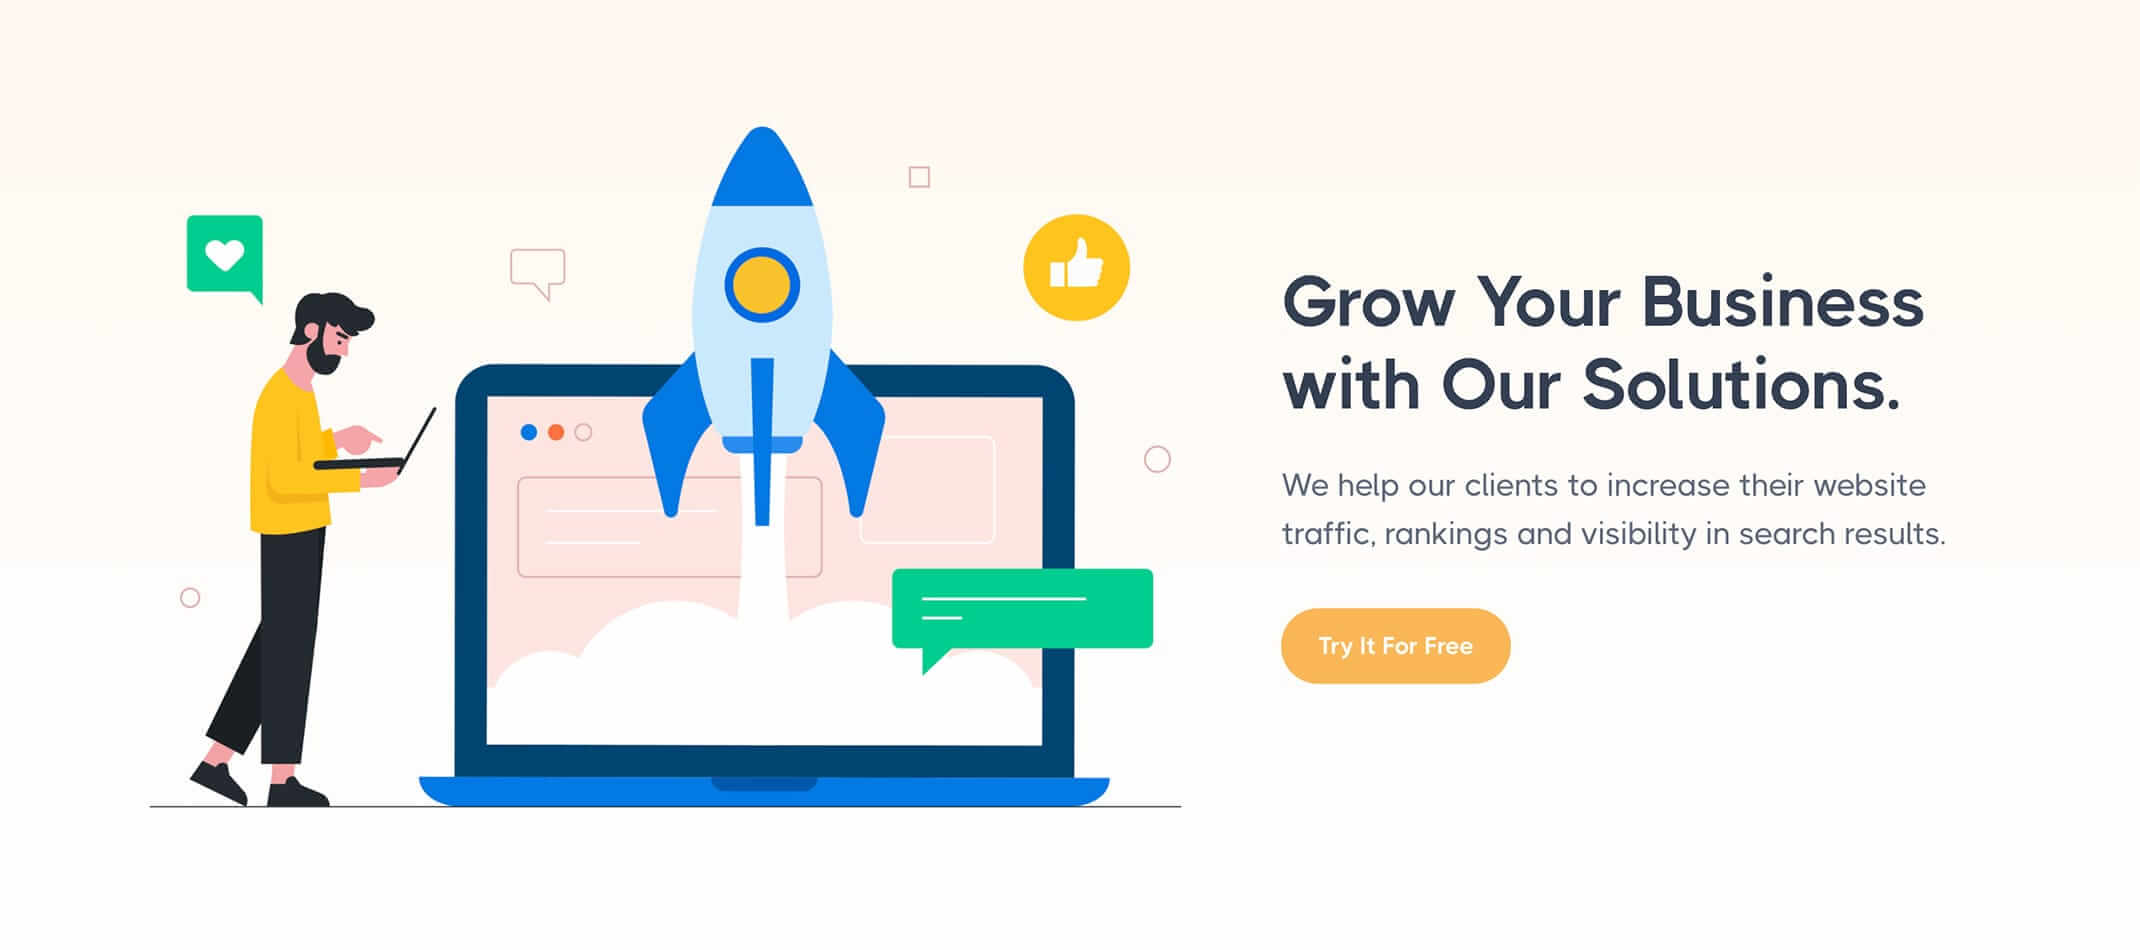 Grow Your Business
with Our Solutions.
We help our clients to increase their website
traffic, rankings and visibility in search results.
Try It For Free